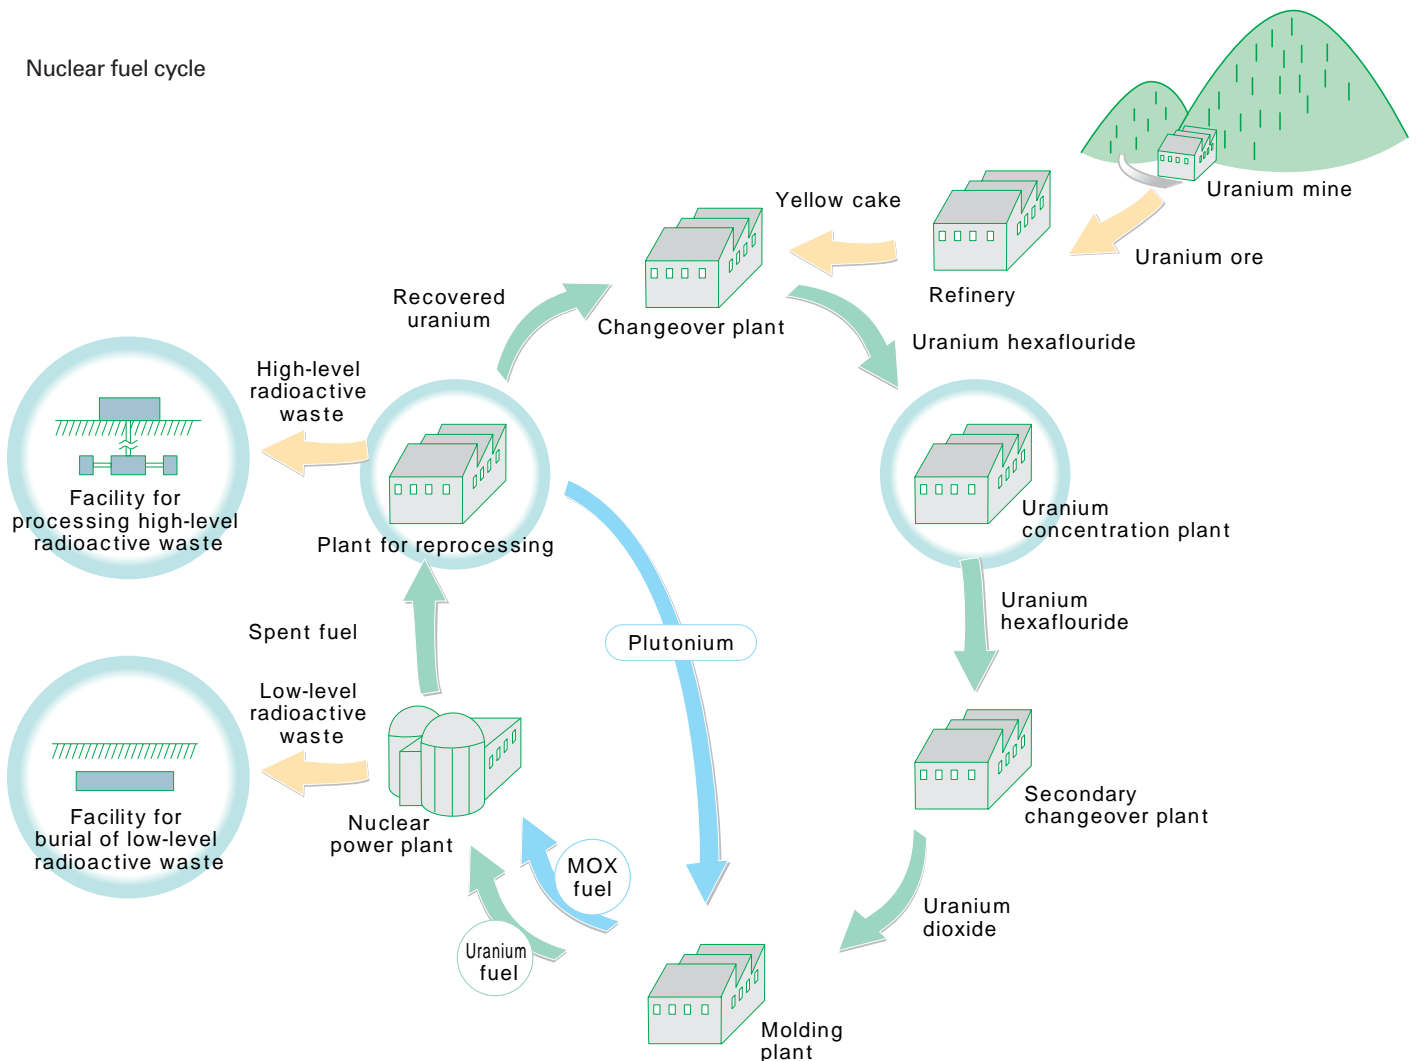 Nuclear fuel cycle
Uranium mine
Uranium ore
Yellow cake
Refinery
Changeover plant
Recovered
uranium
Uranium hexaflouride
High-level
radioactive
waste
Facility for
processing high-level
radioactive waste
Plant for reprocessing
Uranium
concentration plant
Uranium
hexaflouride
Spent fuel
Plutonium
Low-level
radioactive
waste
Facility for
burial of low-level
radioactive waste
Nuclear
power plant
Secondary
changeover plant
MOX
fuel
Uranium
fuel
Uranium
dioxide
Molding
plant